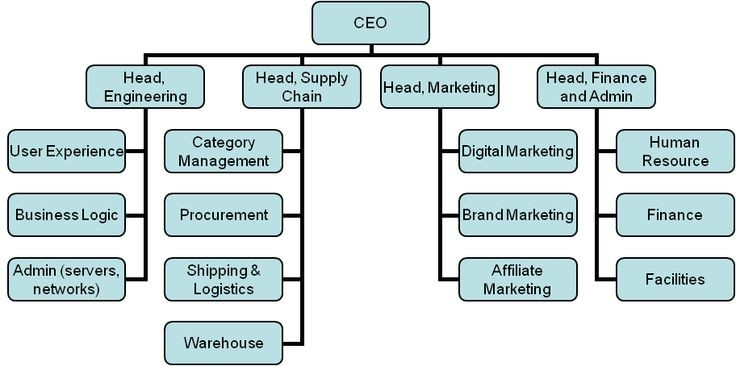 CEO
Head,
Engineering
Head, Supply
Chain
Head, Marketing
Head, Finance
and Admin
User Experience
Category
Management
Digital Marketing
Human
Resource
Business Logic
Procurement
Brand Marketing
Finance
Admin (servers,
networks)
Shipping &
Logistics
Affiliate
Marketing
Facilities
Warehouse